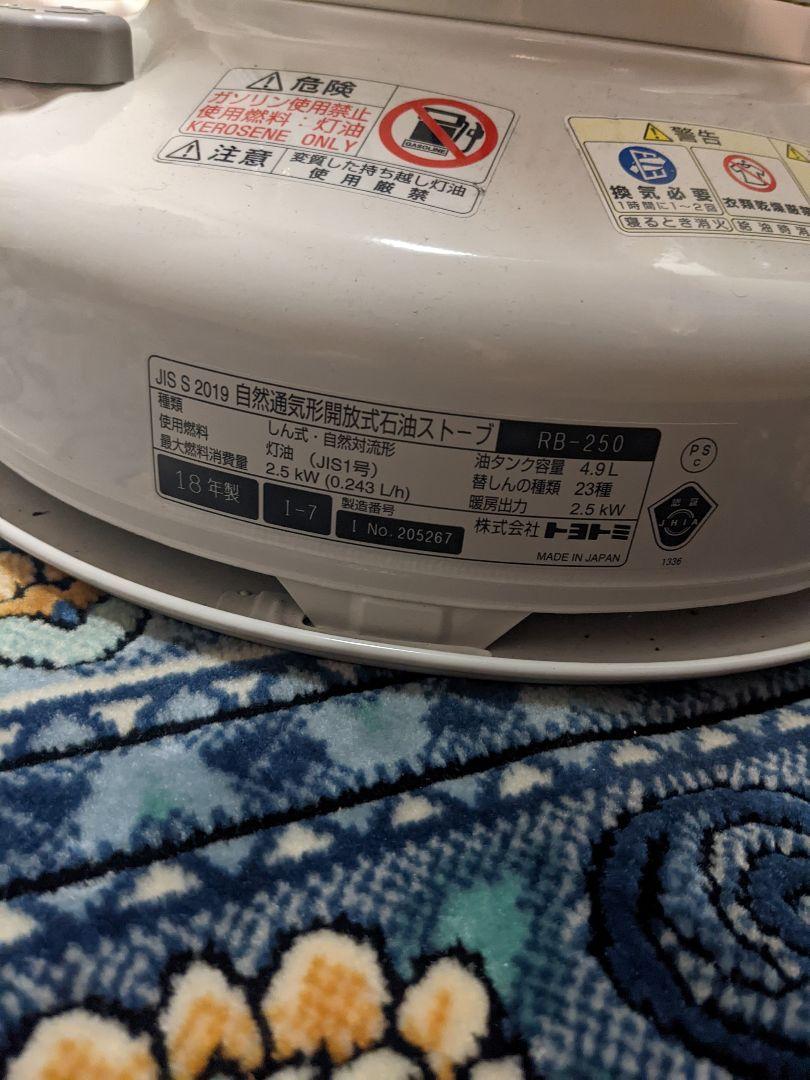 危険
ガソリン使用禁止
使用燃料:灯油
KEROSENE ONLY
GASOLINE
注意
変質した持ち越し灯油
使用厳禁
警告
換気必要
1時間に1~2回
衣類乾燥厳禁
寝るとき消火
給油時消
JIS S 2019 自然通気形開放式石油ストーブ RB-250
種類 しん式・自然対流形
使用燃料 灯油 (JIS1号)
最大燃料消費量 2.5 kW (0.243 L/h)
油タンク容量 4.9 L
替しんの種類 23種
暖房出力 2.5 kW
18年製
I-7
製造番号
I No. 205267
株式会社 トヨトミ
MADE IN JAPAN
PS
C
認証
JHIA
1336